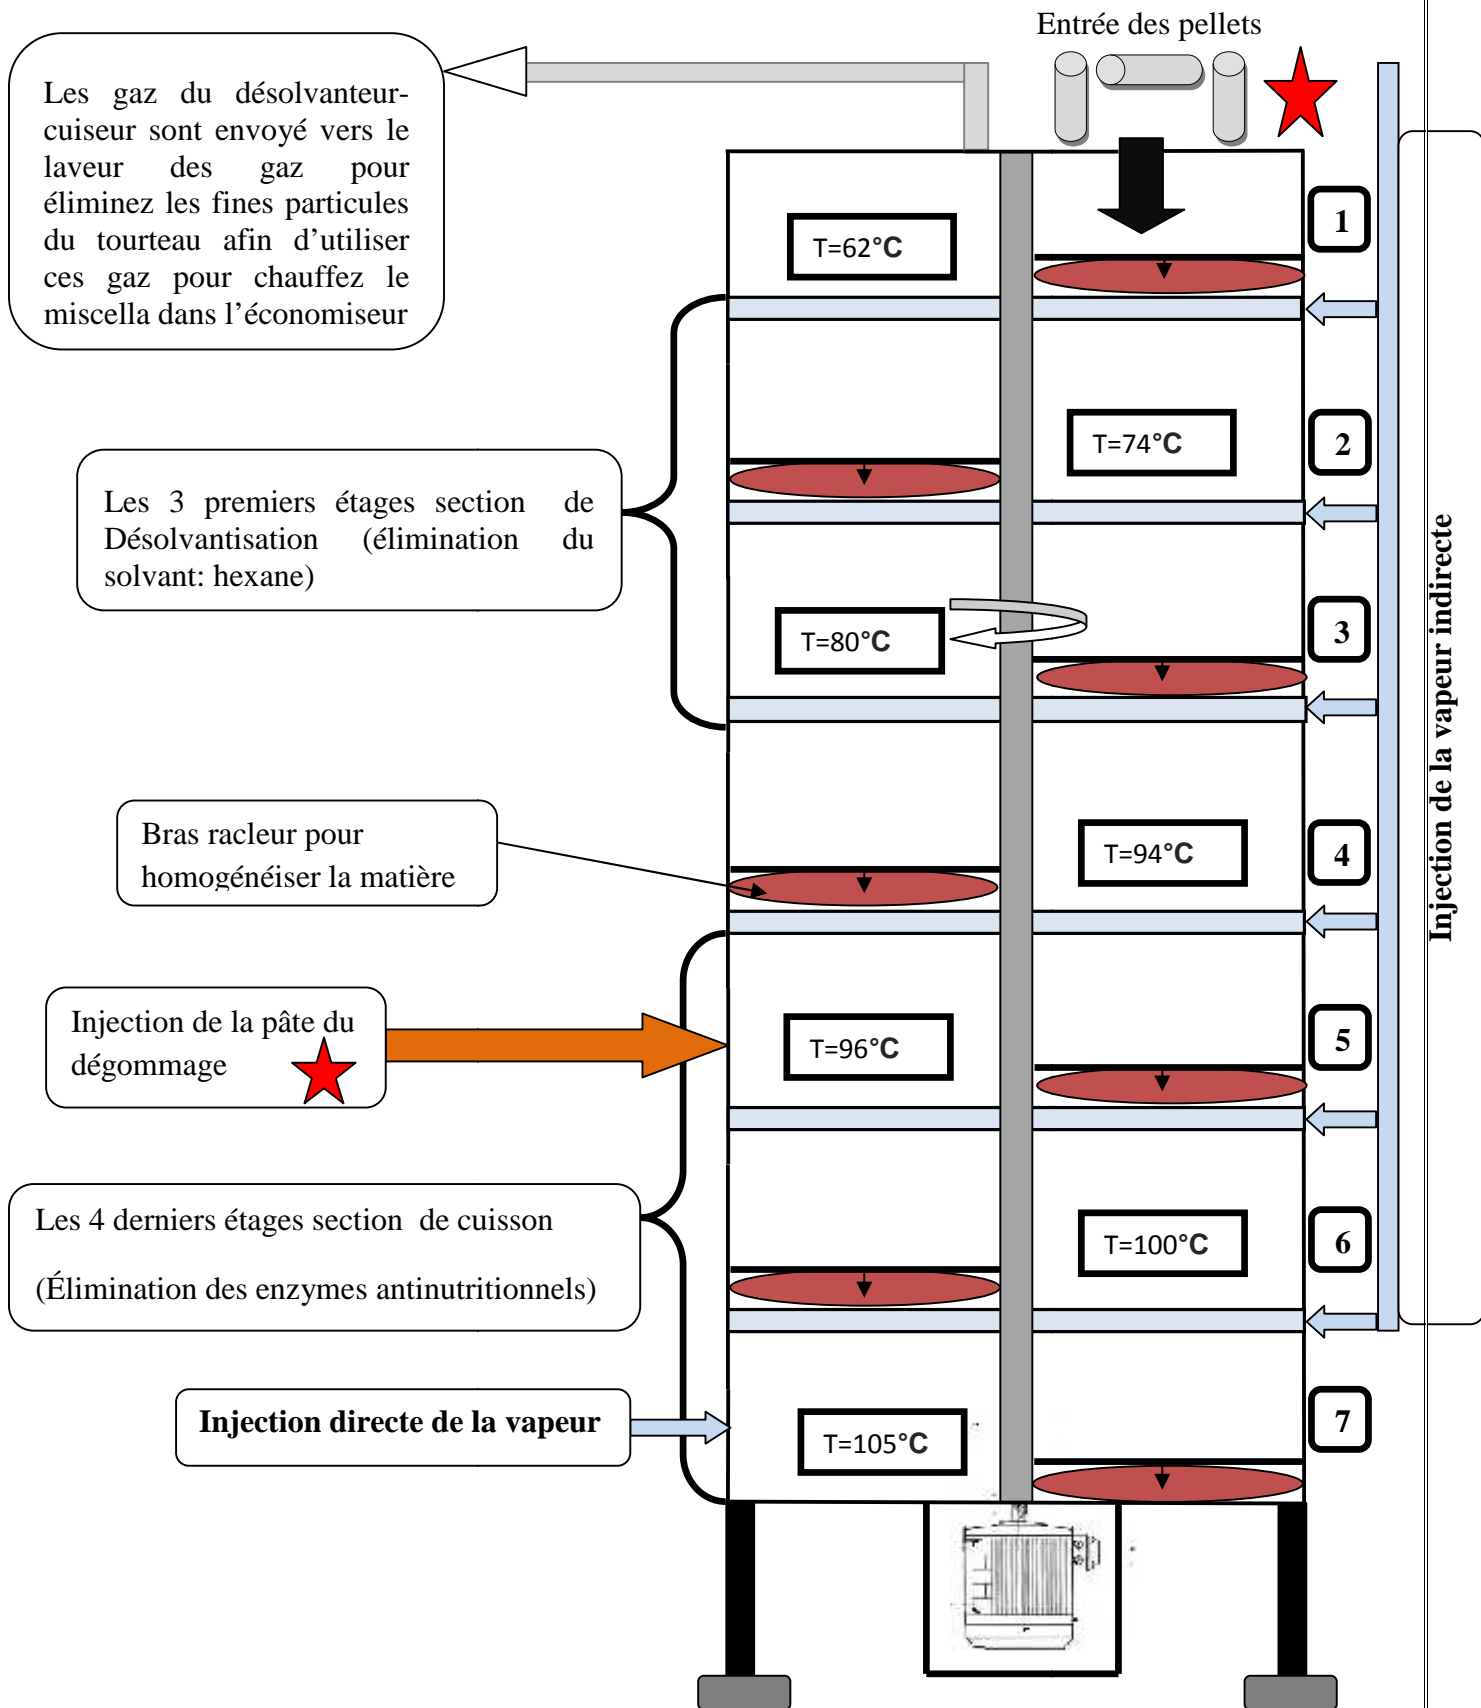 Entrée des pellets
Les gaz du désolvanteur-
cuiseur sont envoyé vers le
laveur des gaz pour
éliminez les fines particules
du tourteau afin d’utiliser
ces gaz pour chauffez le
miscella dans l’économiseur
T=62°C
1
T=74°C
2
Les 3 premiers étages section de
Désolvantisation (élimination du
solvant: hexane)
T=80°C
3
Injection de la vapeur indirecte
Bras racleur pour
homogénéiser la matière
T=94°C
4
Injection de la pâte du
dégommage
T=96°C
5
Les 4 derniers étages section de cuisson
(Élimination des enzymes antinutritionnels)
T=100°C
6
Injection directe de la vapeur
T=105°C
7